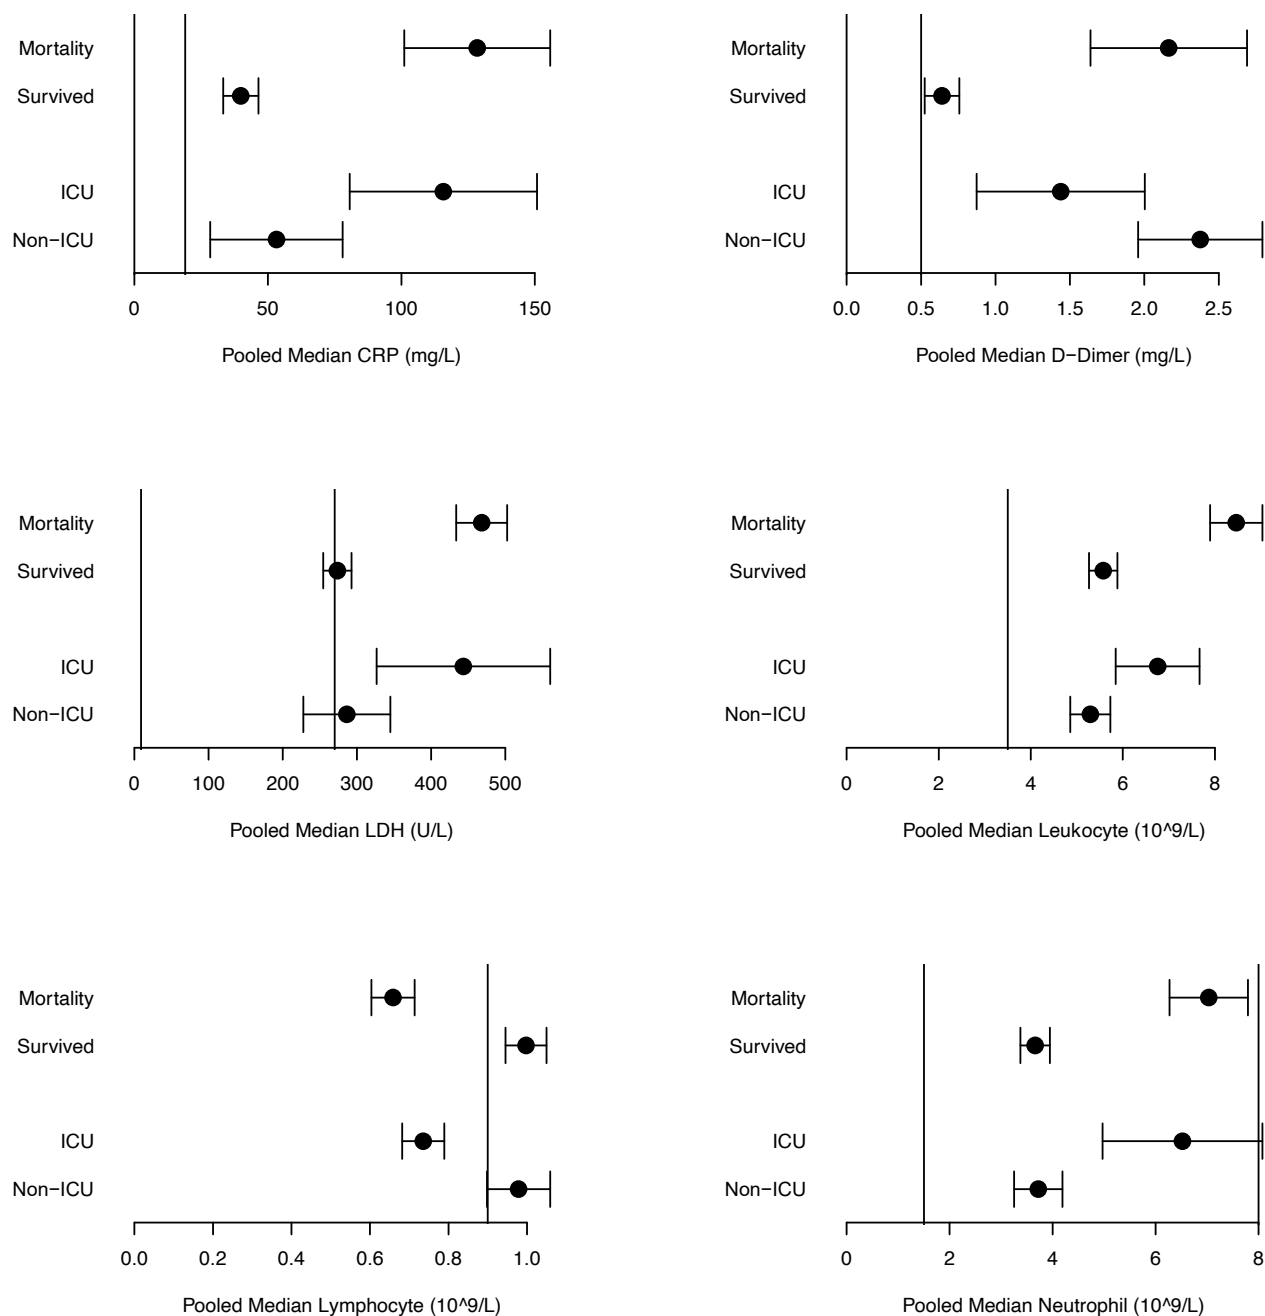 Mortality
Survived
ICU
Non−ICU
0 50 100 150
Pooled Median CRP (mg/L)
Mortality
Survived
ICU
Non−ICU
0.0 0.5 1.0 1.5 2.0 2.5
Pooled Median D−Dimer (mg/L)
Mortality
Survived
ICU
Non−ICU
0 100 200 300 400 500
Pooled Median LDH (U/L)
Mortality
Survived
ICU
Non−ICU
0 2 4 6 8
Pooled Median Leukocyte (10^9/L)
Mortality
Survived
ICU
Non−ICU
0.0 0.2 0.4 0.6 0.8 1.0
Pooled Median Lymphocyte (10^9/L)
Mortality
Survived
ICU
Non−ICU
0 2 4 6 8
Pooled Median Neutrophil (10^9/L)